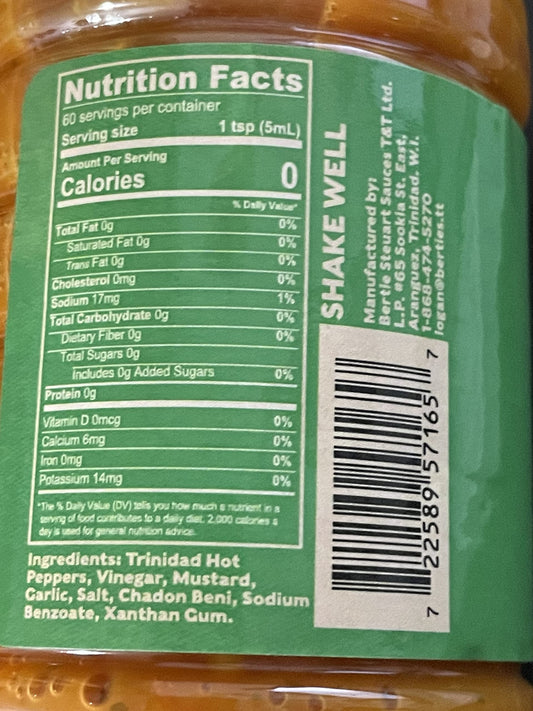 Nutrition Facts
60 servings per container
Serving size 1 tsp (5mL)
Amount Per Serving
Calories 0
% Daily Value*
Total Fat 0g 0%
Saturated Fat 0g 0%
Trans Fat 0g 0%
Cholesterol 0mg 0%
Sodium 17mg 1%
Total Carbohydrate 0g 0%
Dietary Fiber 0g 0%
Total Sugars 0g
Includes 0g Added Sugars 0%
Protein 0g
Vitamin D 0mcg 0%
Calcium 6mg 0%
Iron 0mg 0%
Potassium 14mg 0%
*The % Daily Value (DV) tells you how much a nutrient in a
serving of food contributes to a daily diet. 2,000 calories a
day is used for general nutrition advice.
Ingredients: Trinidad Hot
Peppers, Vinegar, Mustard,
Garlic, Salt, Chadon Beni, Sodium
Benzoate, Xanthan Gum.
SHAKE WELL
Manufactured by:
Bertie Steuart Sauces T&T Ltd.
L.P. #65 Sookia St. East,
Aranguez, Trinidad. W.I.
1-868-474-5270
jogan@berties.tt
7 22589 57165 7